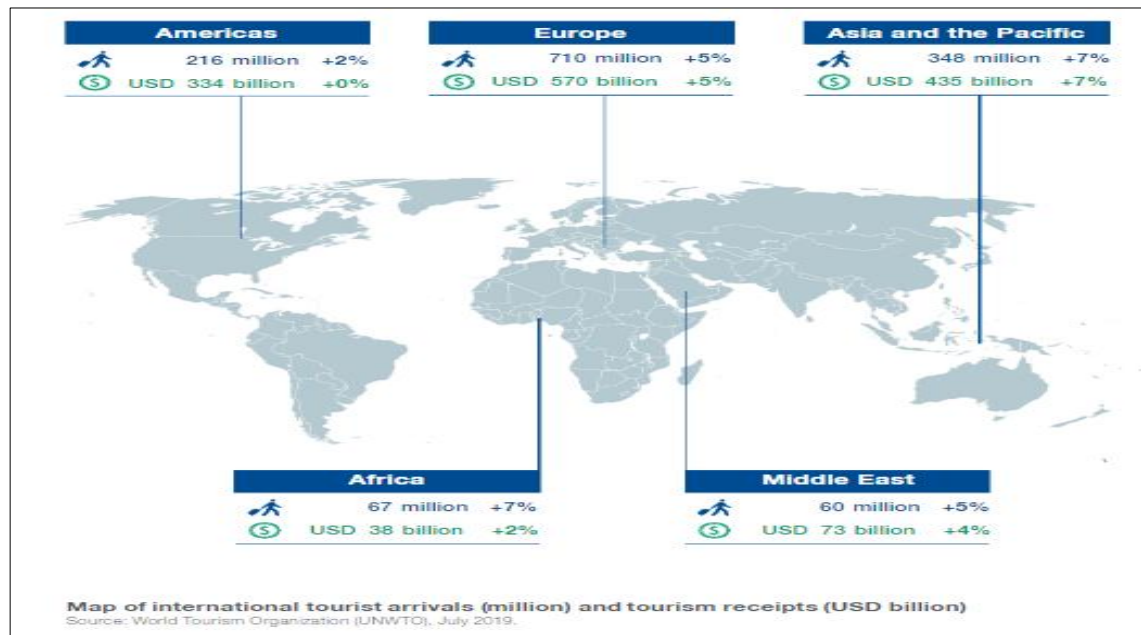 Americas
216 million +2%
USD 334 billion +0%
Europe
710 million +5%
USD 570 billion +5%
Asia and the Pacific
348 million +7%
USD 435 billion +7%
Africa
67 million +7%
USD 38 billion +2%
Middle East
60 million +5%
USD 73 billion +4%
Map of international tourist arrivals (million) and tourism receipts (USD billion)
Source: World Tourism Organization (UNWTO), July 2019.